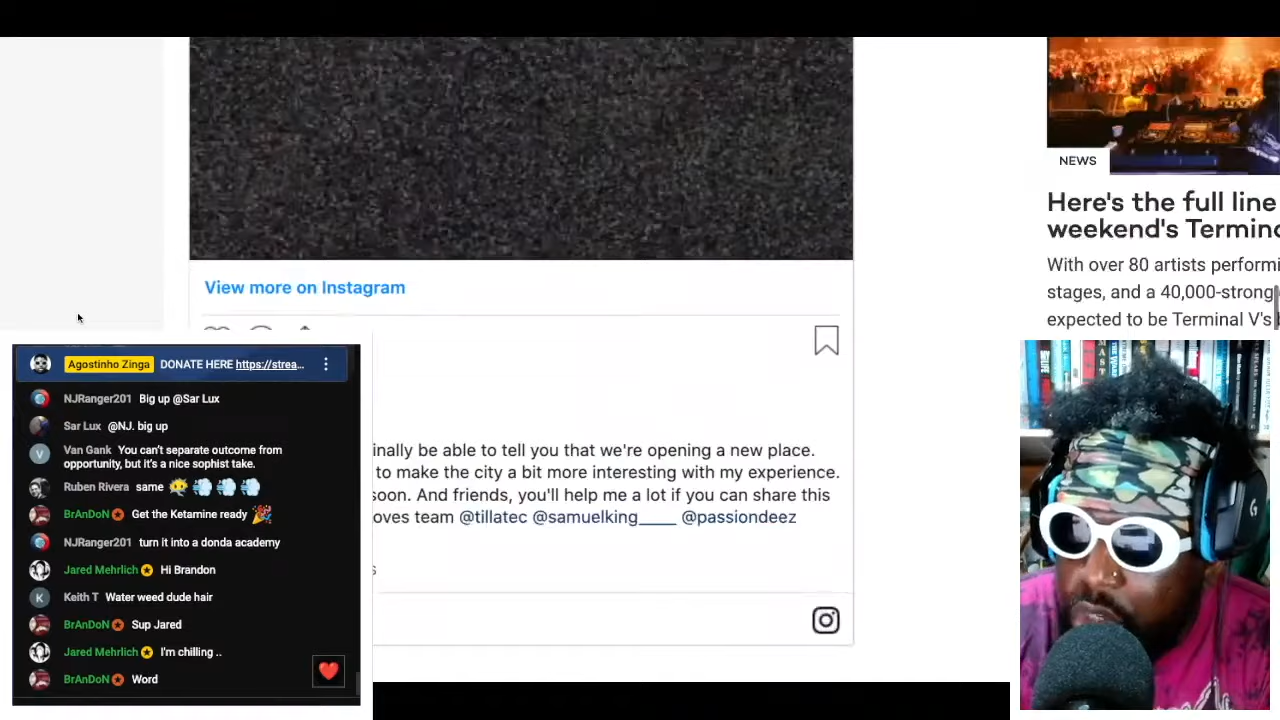 NEWS
Here's the full line
weekend's Termin
With over 80 artists performi
stages, and a 40,000-strong
expected to be Terminal V's
View more on Instagram
inally be able to tell you that we're opening a new place.
to make the city a bit more interesting with my experience.
soon. And friends, you'll help me a lot if you can share this
oves team @tillatec @samuelking____ @passiondeez
s
Agostinho Zinga DONATE HERE https://strea...
NJRanger201 Big up @Sar Lux
Sar Lux @NJ. big up
Van Gank You can't separate outcome from
opportunity, but it's a nice sophist take.
Ruben Rivera same
BrAnDoN Get the Ketamine ready
NJRanger201 turn it into a donda academy
Jared Mehrlich Hi Brandon
Keith T Water weed dude hair
BrAnDoN Sup Jared
Jared Mehrlich I'm chilling ..
BrAnDoN Word